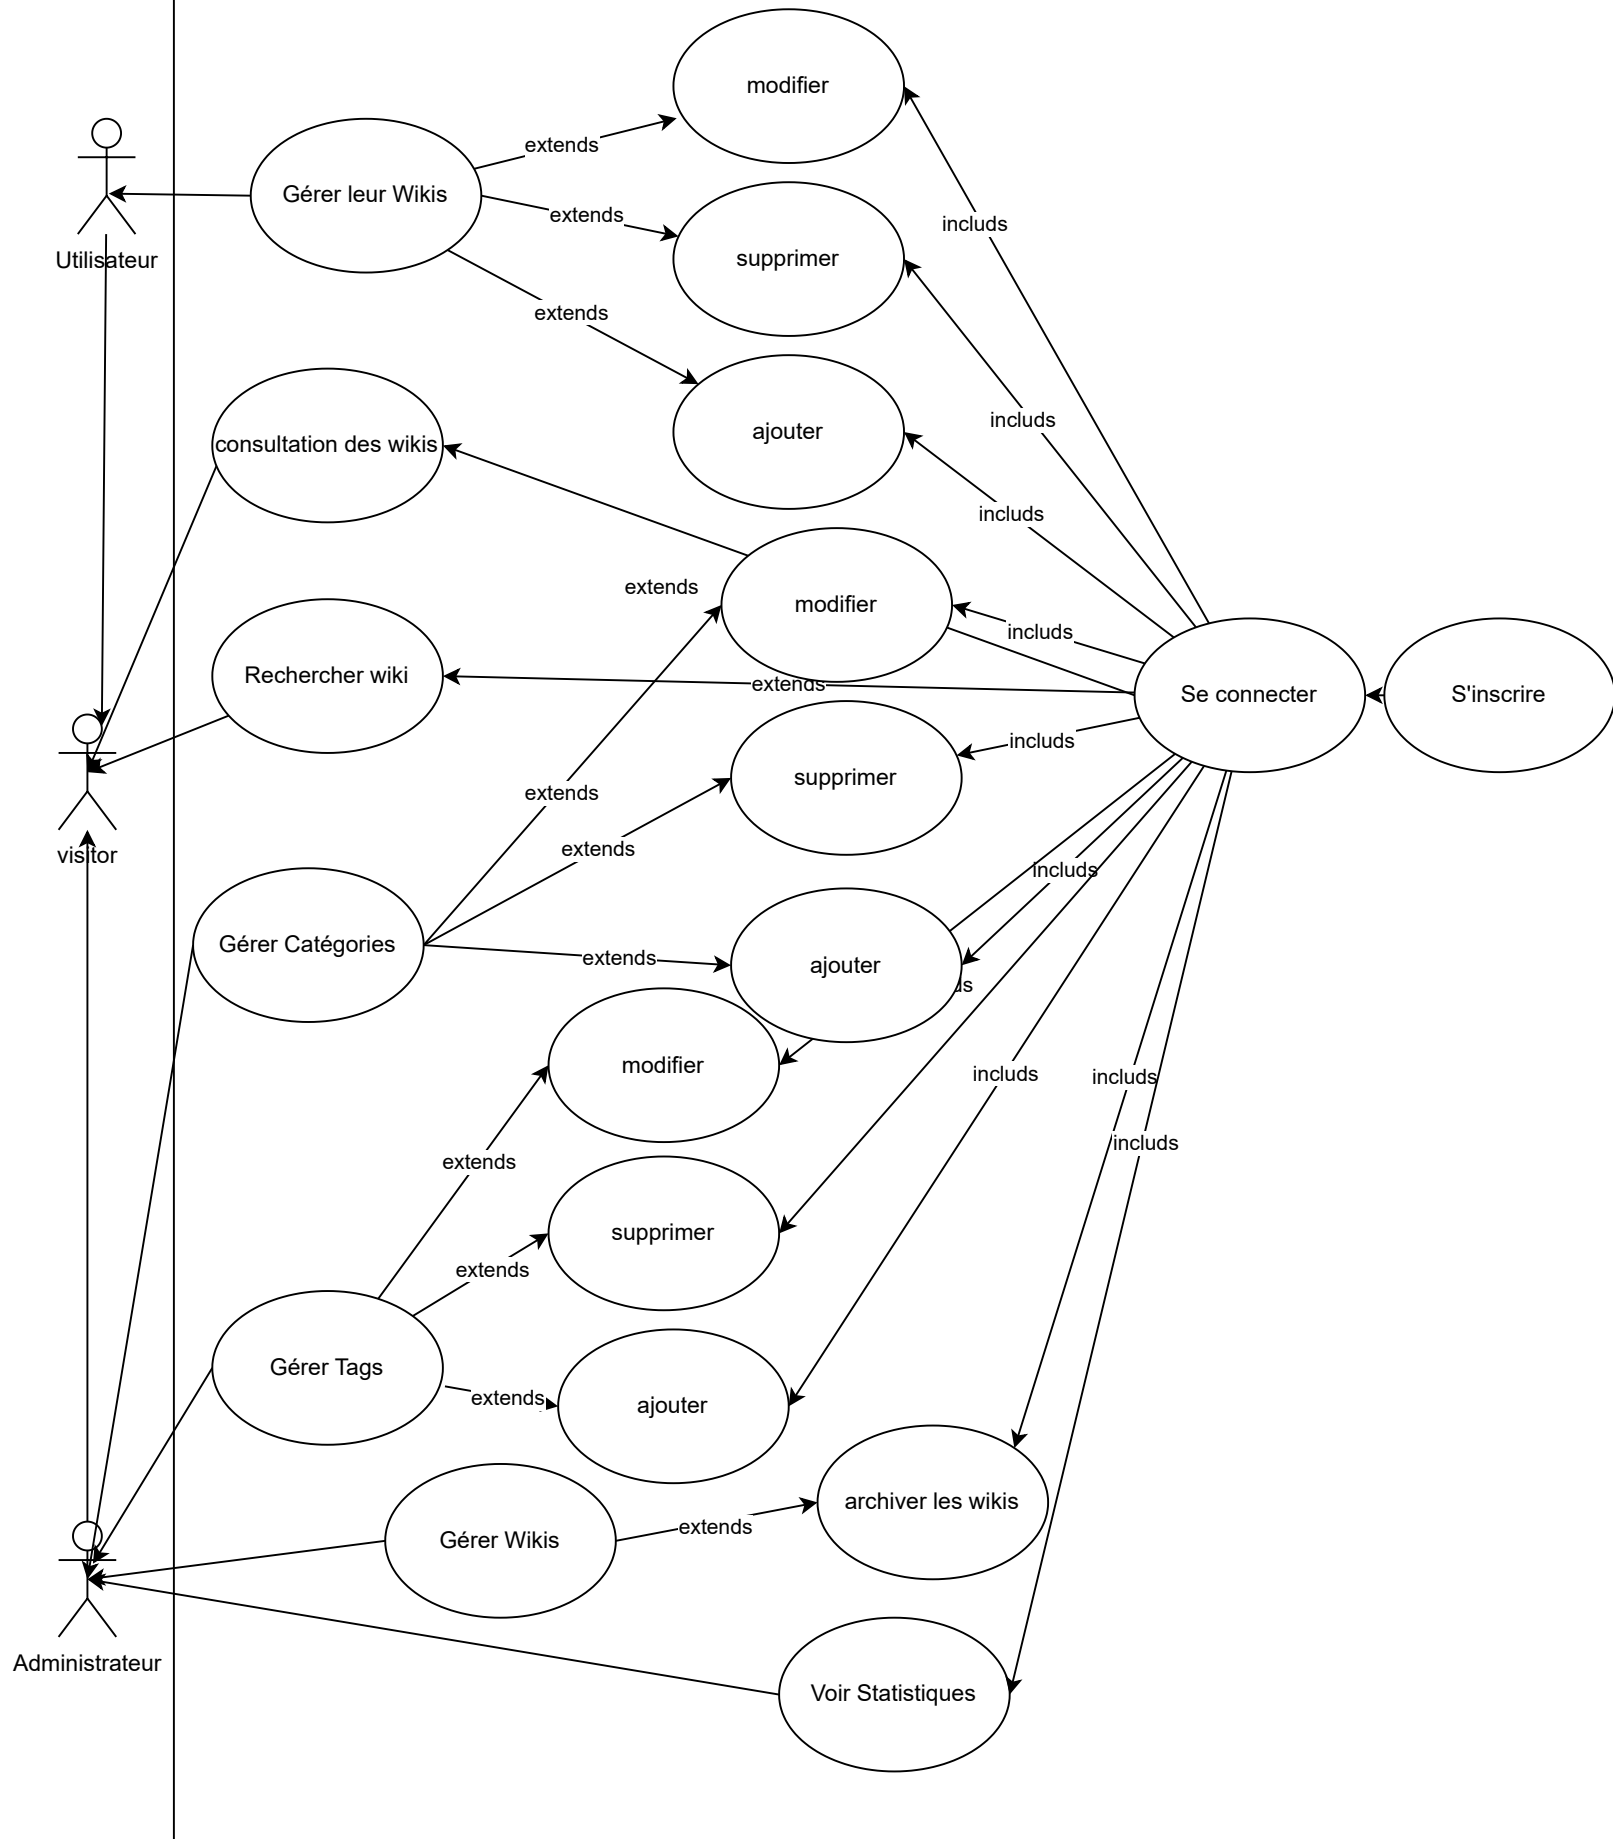 modifier
extends
Gérer leur Wikis
extends
includs
Utilisateur
supprimer
extends
includs
ajouter
consultation des wikis
includs
extends
modifier
includs
Rechercher wiki
extends
Se connecter
S'inscrire
includs
supprimer
extends
extends
visitor
includs
Gérer Catégories
extends
ajouter
modifier
includs
includs
includs
extends
supprimer
extends
Gérer Tags
extends
ajouter
archiver les wikis
extends
Gérer Wikis
Administrateur
Voir Statistiques